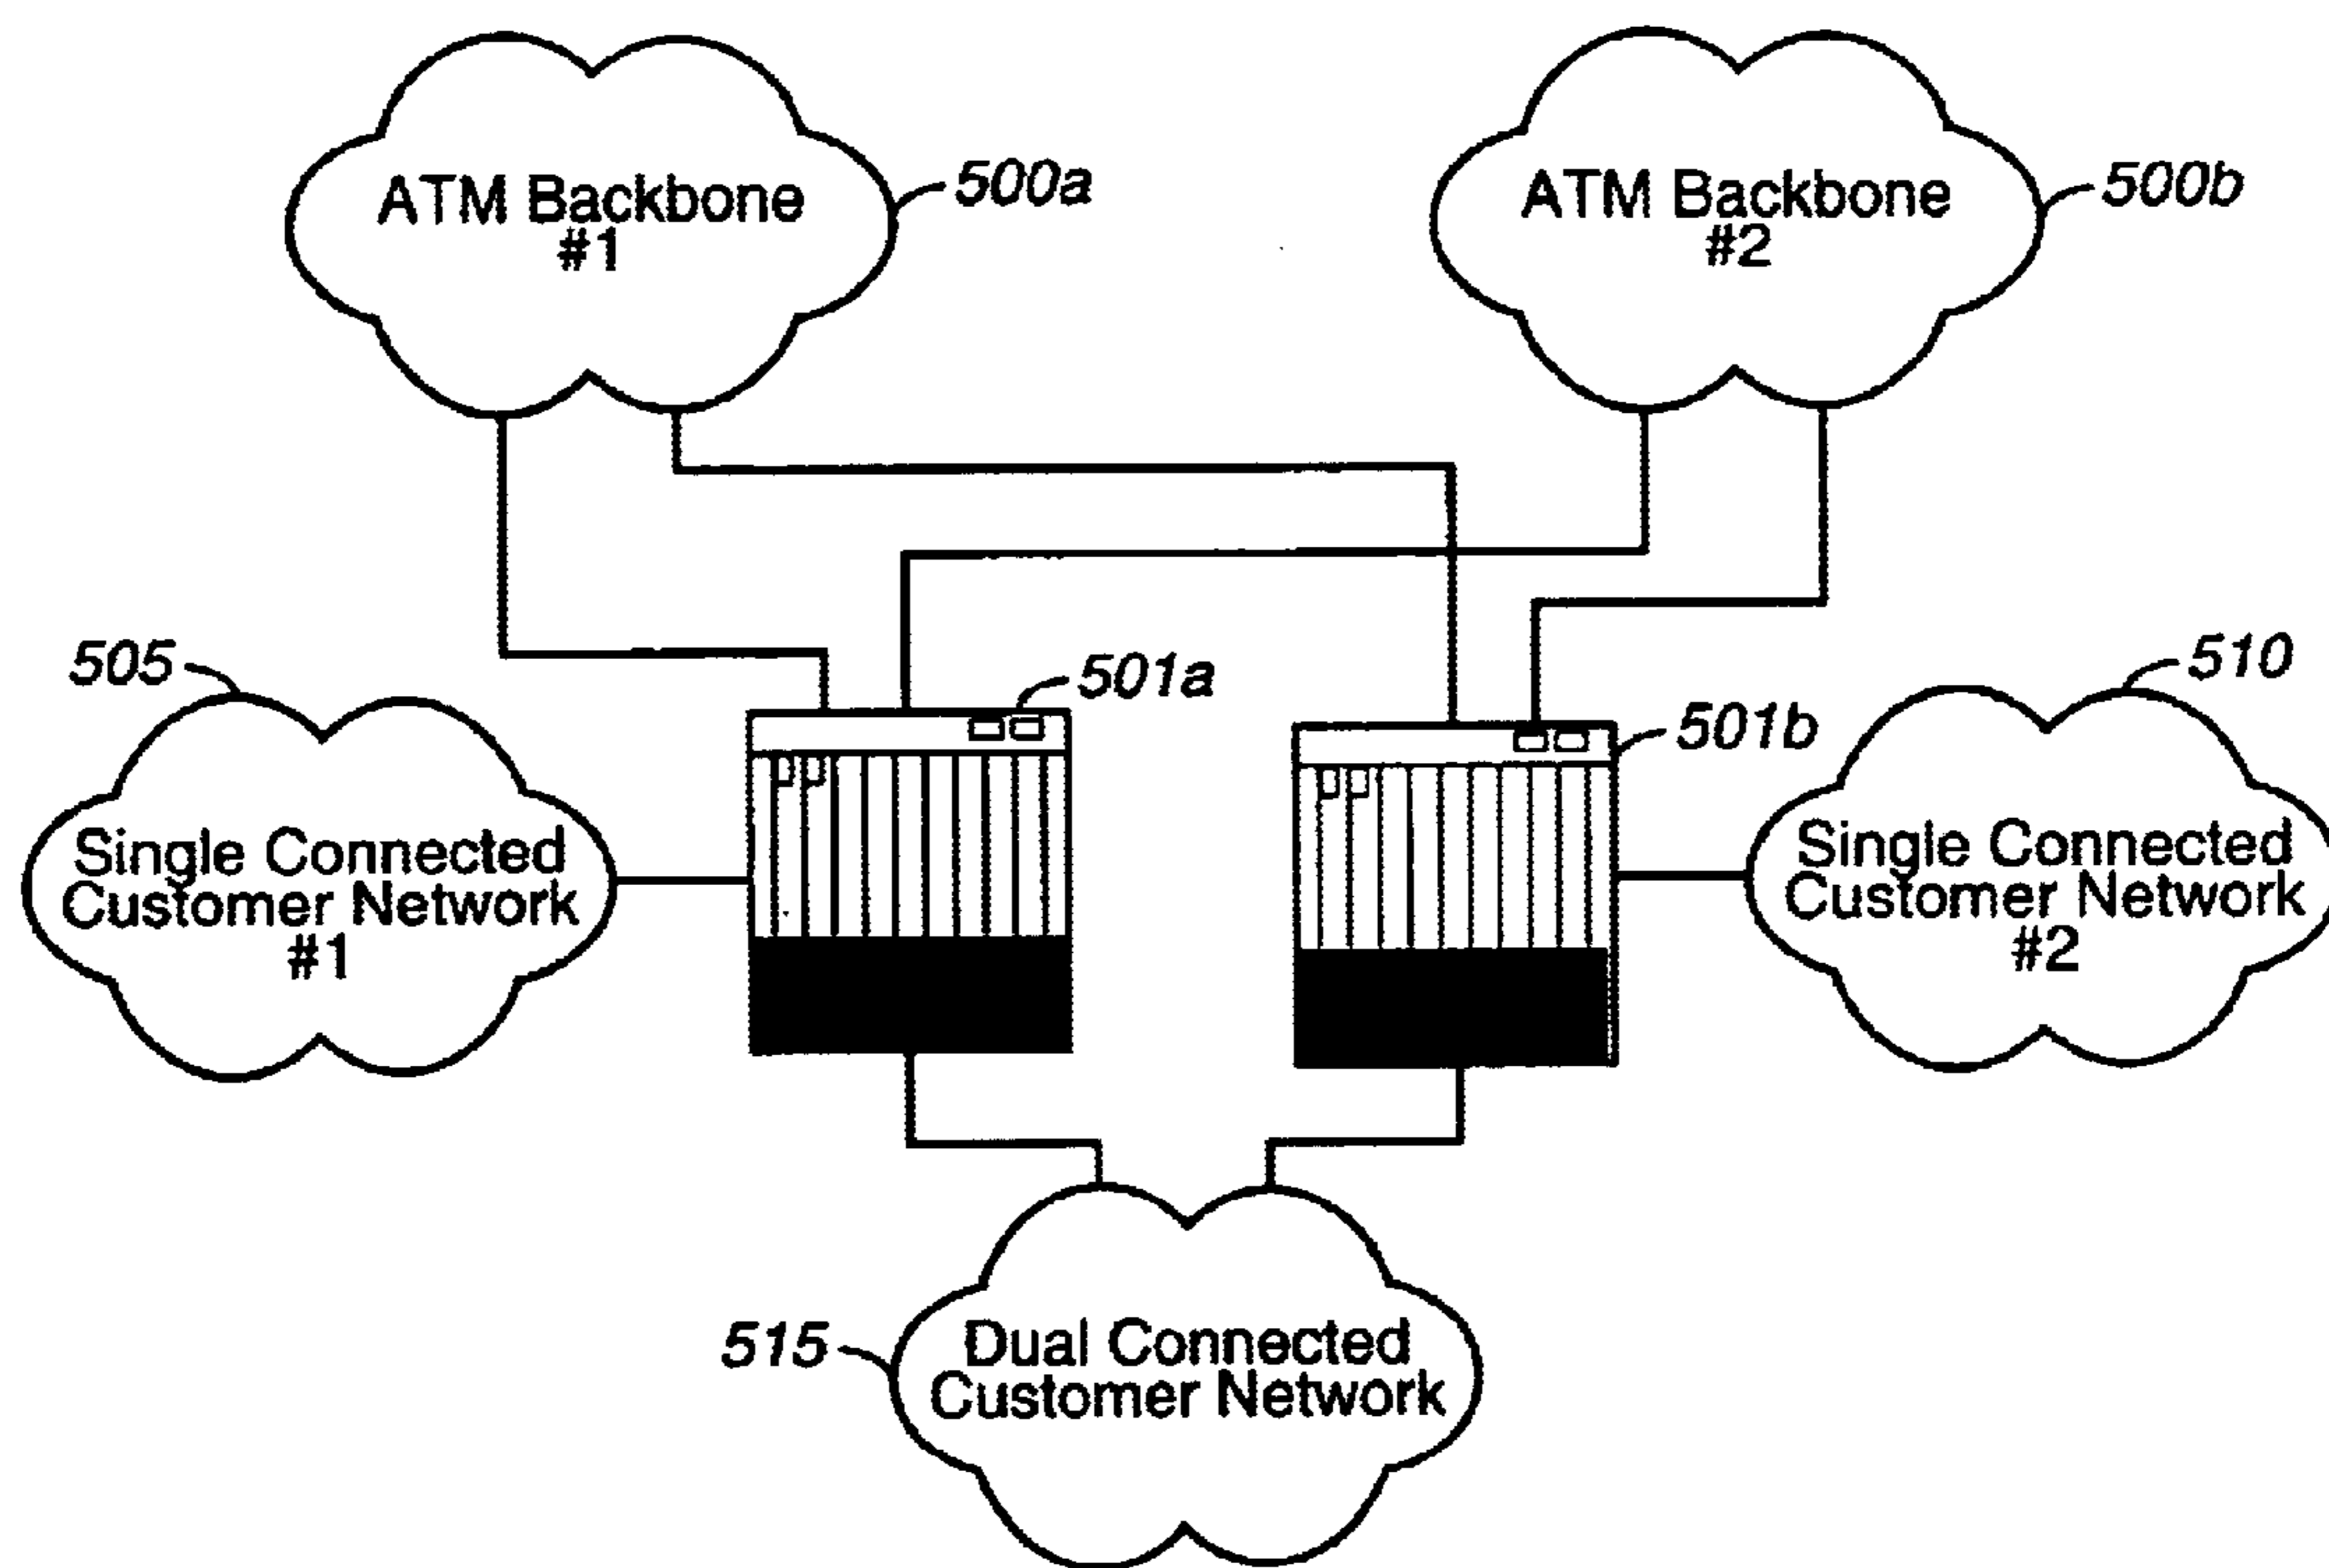 ATM Backbone
#1
500a
ATM Backbone
#2
500b
505
501a
510
501b
Single Connected
Customer Network
#1
Single Connected
Customer Network
#2
515
Dual Connected
Customer Network